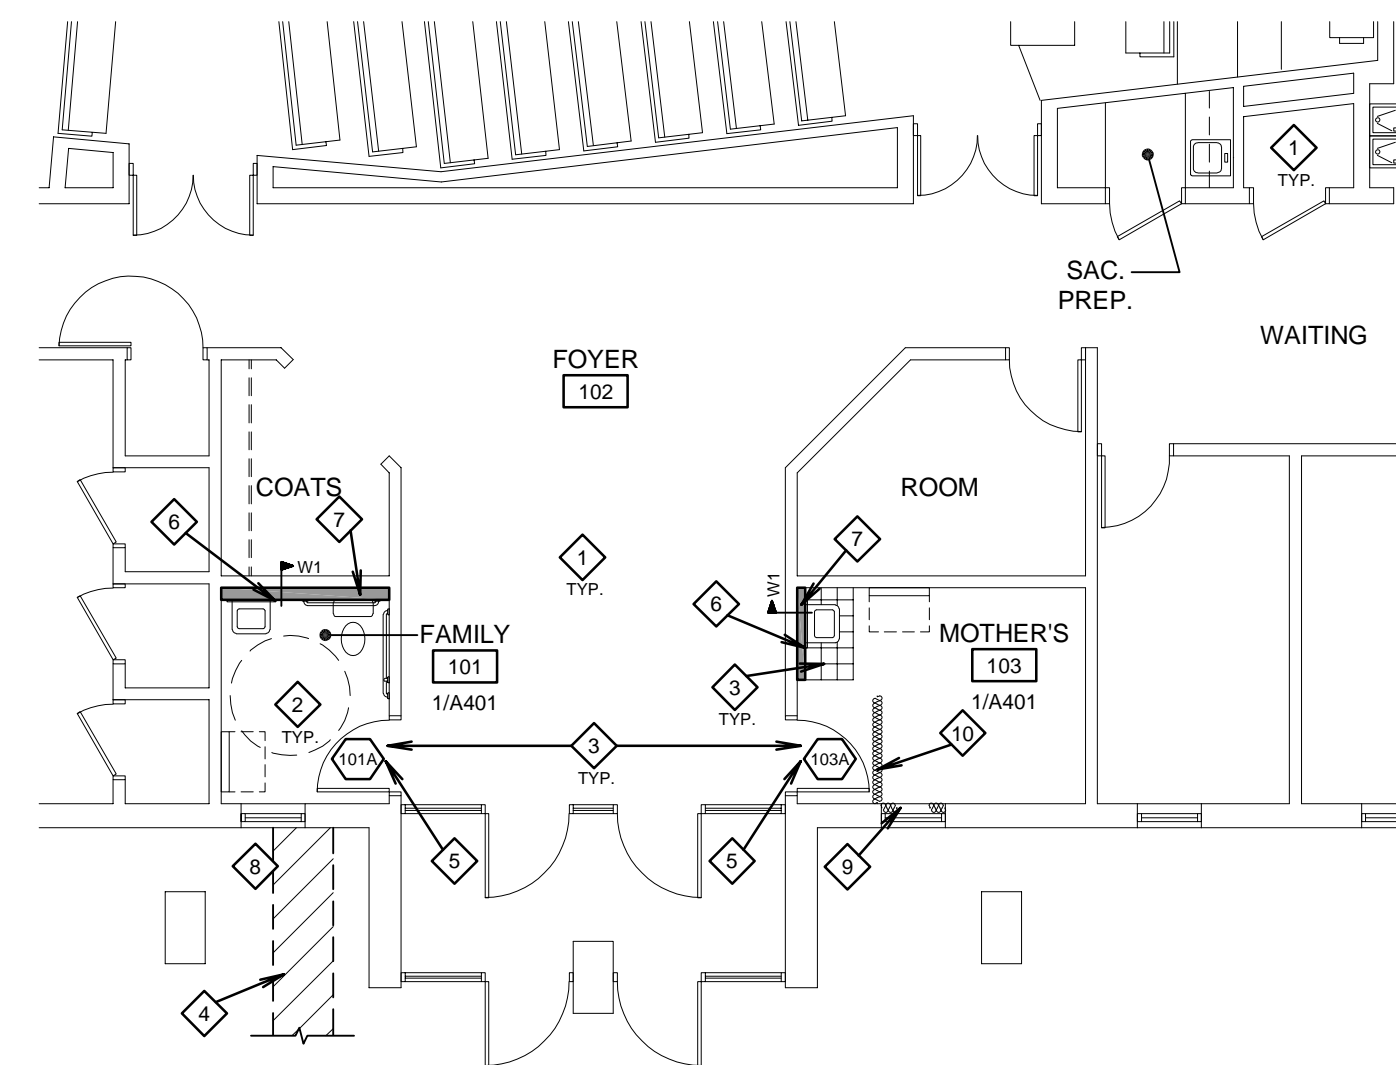 1
TYP.
SAC.
PREP.
WAITING
FOYER
102
COATS
ROOM
6
7
7
W1
1
TYP.
W1
6
FAMILY
101
1/A401
MOTHER'S
103
1/A401
3
TYP.
2
TYP.
10
101A
3
TYP.
103A
8
5
5
9
4